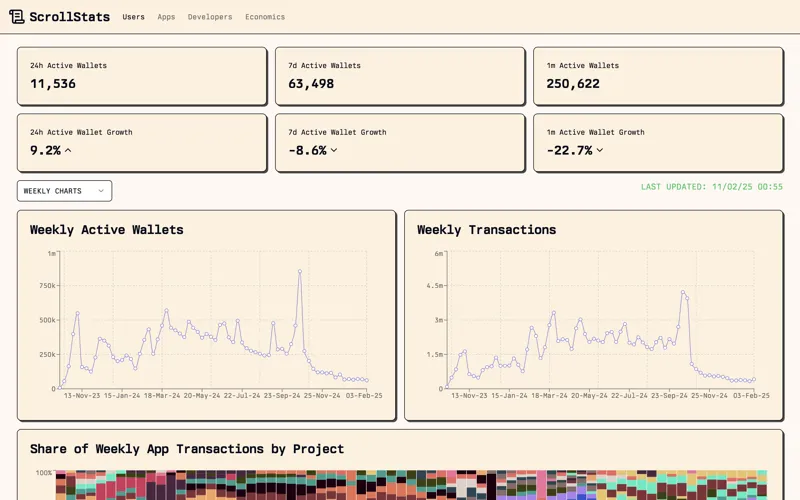 ScrollStats
Users Apps Developers Economics
24h Active Wallets
11,536
7d Active Wallets
63,498
1m Active Wallets
250,622
24h Active Wallet Growth
9.2%
7d Active Wallet Growth
-8.6%
1m Active Wallet Growth
-22.7%
WEEKLY CHARTS
LAST UPDATED: 11/02/25 00:55
Weekly Active Wallets
1m
750k
500k
250k
0
13-Nov-23 15-Jan-24 18-Mar-24 20-May-24 22-Jul-24 23-Sep-24 25-Nov-24 03-Feb-25
Weekly Transactions
6m
4.5m
3m
1.5m
0
13-Nov-23 15-Jan-24 18-Mar-24 20-May-24 22-Jul-24 23-Sep-24 25-Nov-24 03-Feb-25
Share of Weekly App Transactions by Project
100%